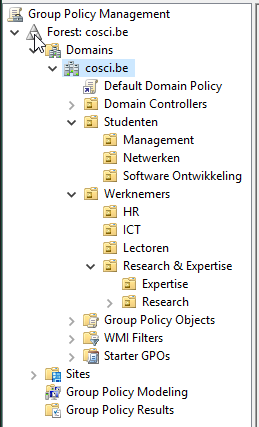 Group Policy Management
Forest: cosci.be
Domains
cosci.be
Default Domain Policy
Domain Controllers
Studenten
Management
Netwerken
Software Ontwikkeling
Werknemers
HR
ICT
Lectoren
Research & Expertise
Expertise
Research
Group Policy Objects
WMI Filters
Starter GPOs
Sites
Group Policy Modeling
Group Policy Results